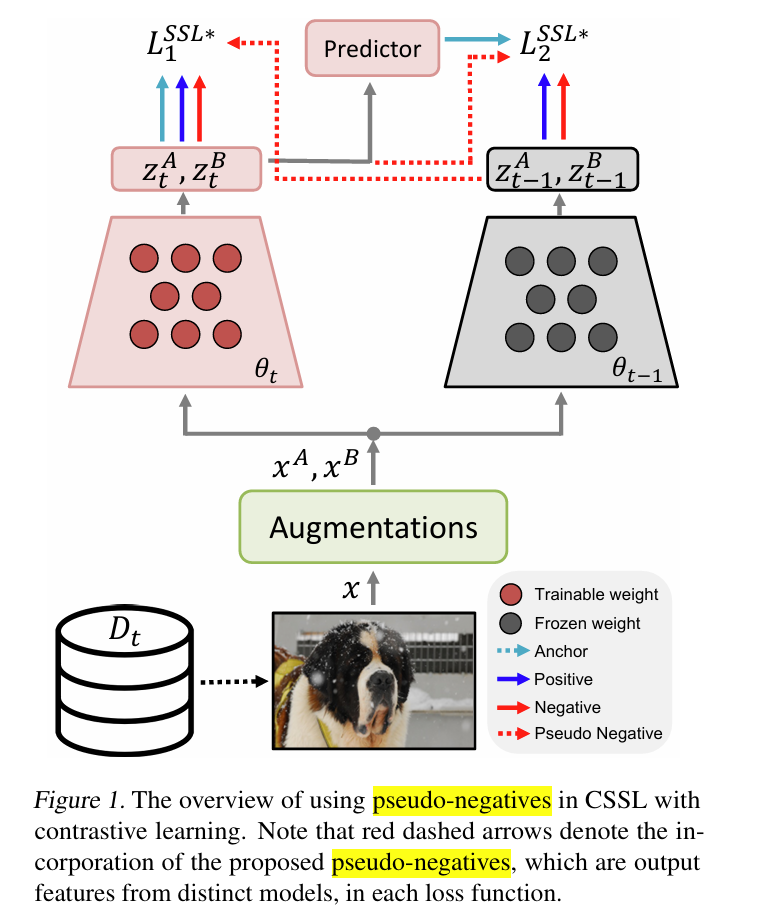 L_1^{SSL*}
Predictor
L_2^{SSL*}
z_t^A, z_t^B
z_{t-1}^A, z_{t-1}^B
θ_t
θ_{t-1}
x^A, x^B
Augmentations
x
D_t
Trainable weight
Frozen weight
Anchor
Positive
Negative
Pseudo Negative
Figure 1. The overview of using pseudo-negatives in CSSL with
contrastive learning. Note that red dashed arrows denote the in-
corporation of the proposed pseudo-negatives, which are output
features from distinct models, in each loss function.